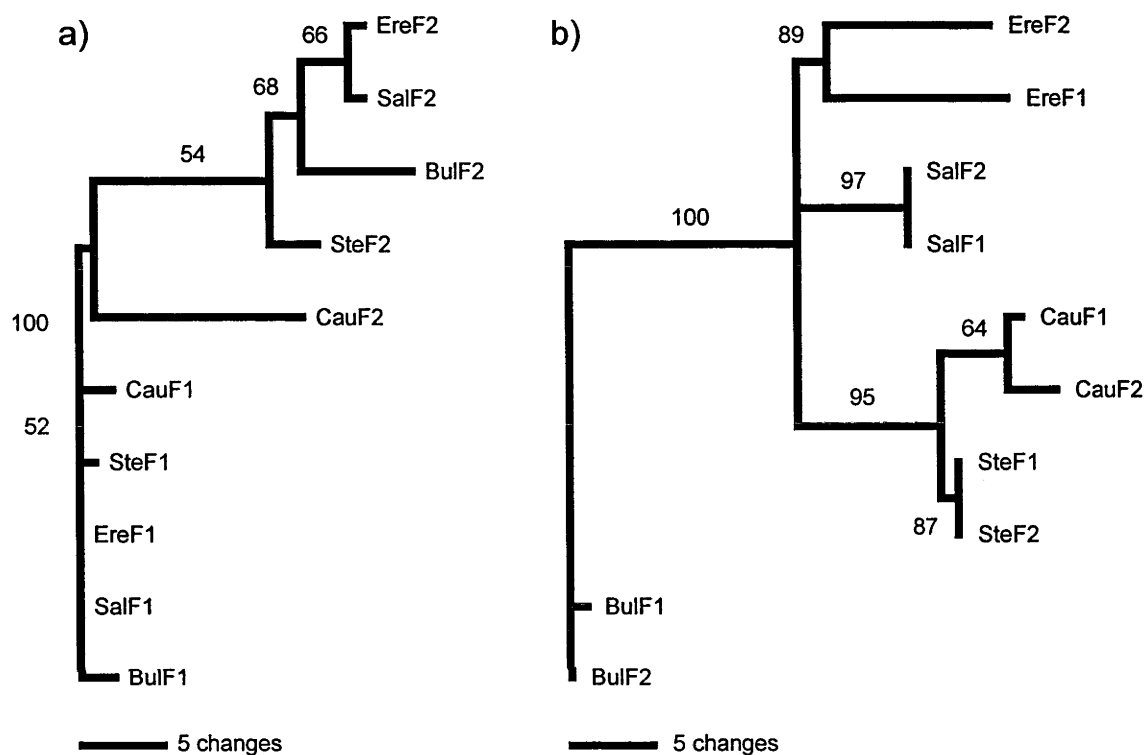 a)
66
EreF2
68
SalF2
54
BulF2
SteF2
CauF2
100
CauF1
52
SteF1
EreF1
SalF1
BulF1
5 changes
b)
89
EreF2
EreF1
97
SalF2
SalF1
100
64
CauF1
CauF2
95
SteF1
87
SteF2
BulF1
BulF2
5 changes